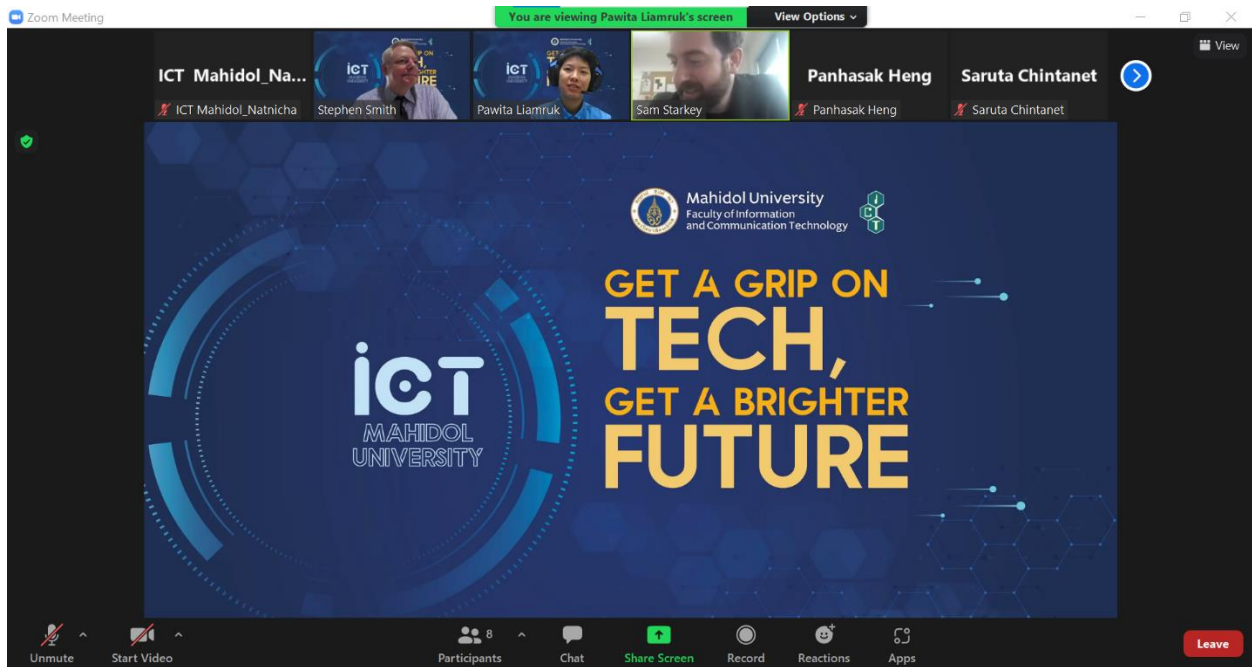 Zoom Meeting
You are viewing Pawita Liamruk's screen
View Options
View
ICT Mahidol_Na...
ICT Mahidol_Natnicha
Stephen Smith
Pawita Liamruk
Sam Starkey
Panhasak Heng
Panhasak Heng
Saruta Chintanet
Saruta Chintanet
Mahidol University
Faculty of Information
and Communication Technology
ICT
GET A GRIP ON
TECH,
GET A BRIGHTER
FUTURE
iCT
MAHIDOL
UNIVERSITY
Unmute
Start Video
8
Participants
Chat
Share Screen
Record
Reactions
Apps
Leave